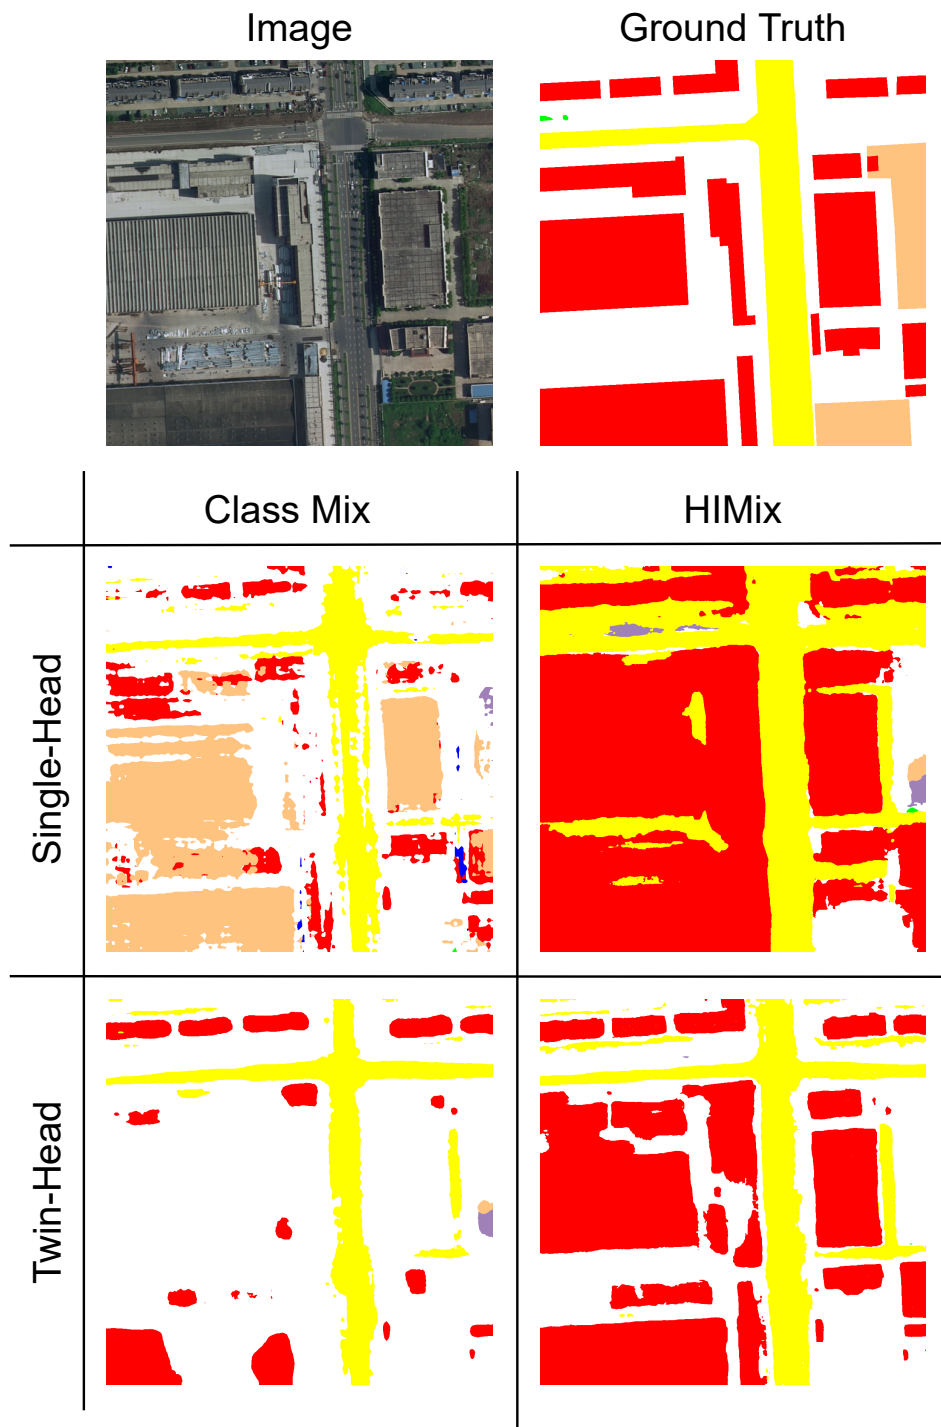 Image
Ground Truth
Class Mix
HIMix
Single-Head
Twin-Head